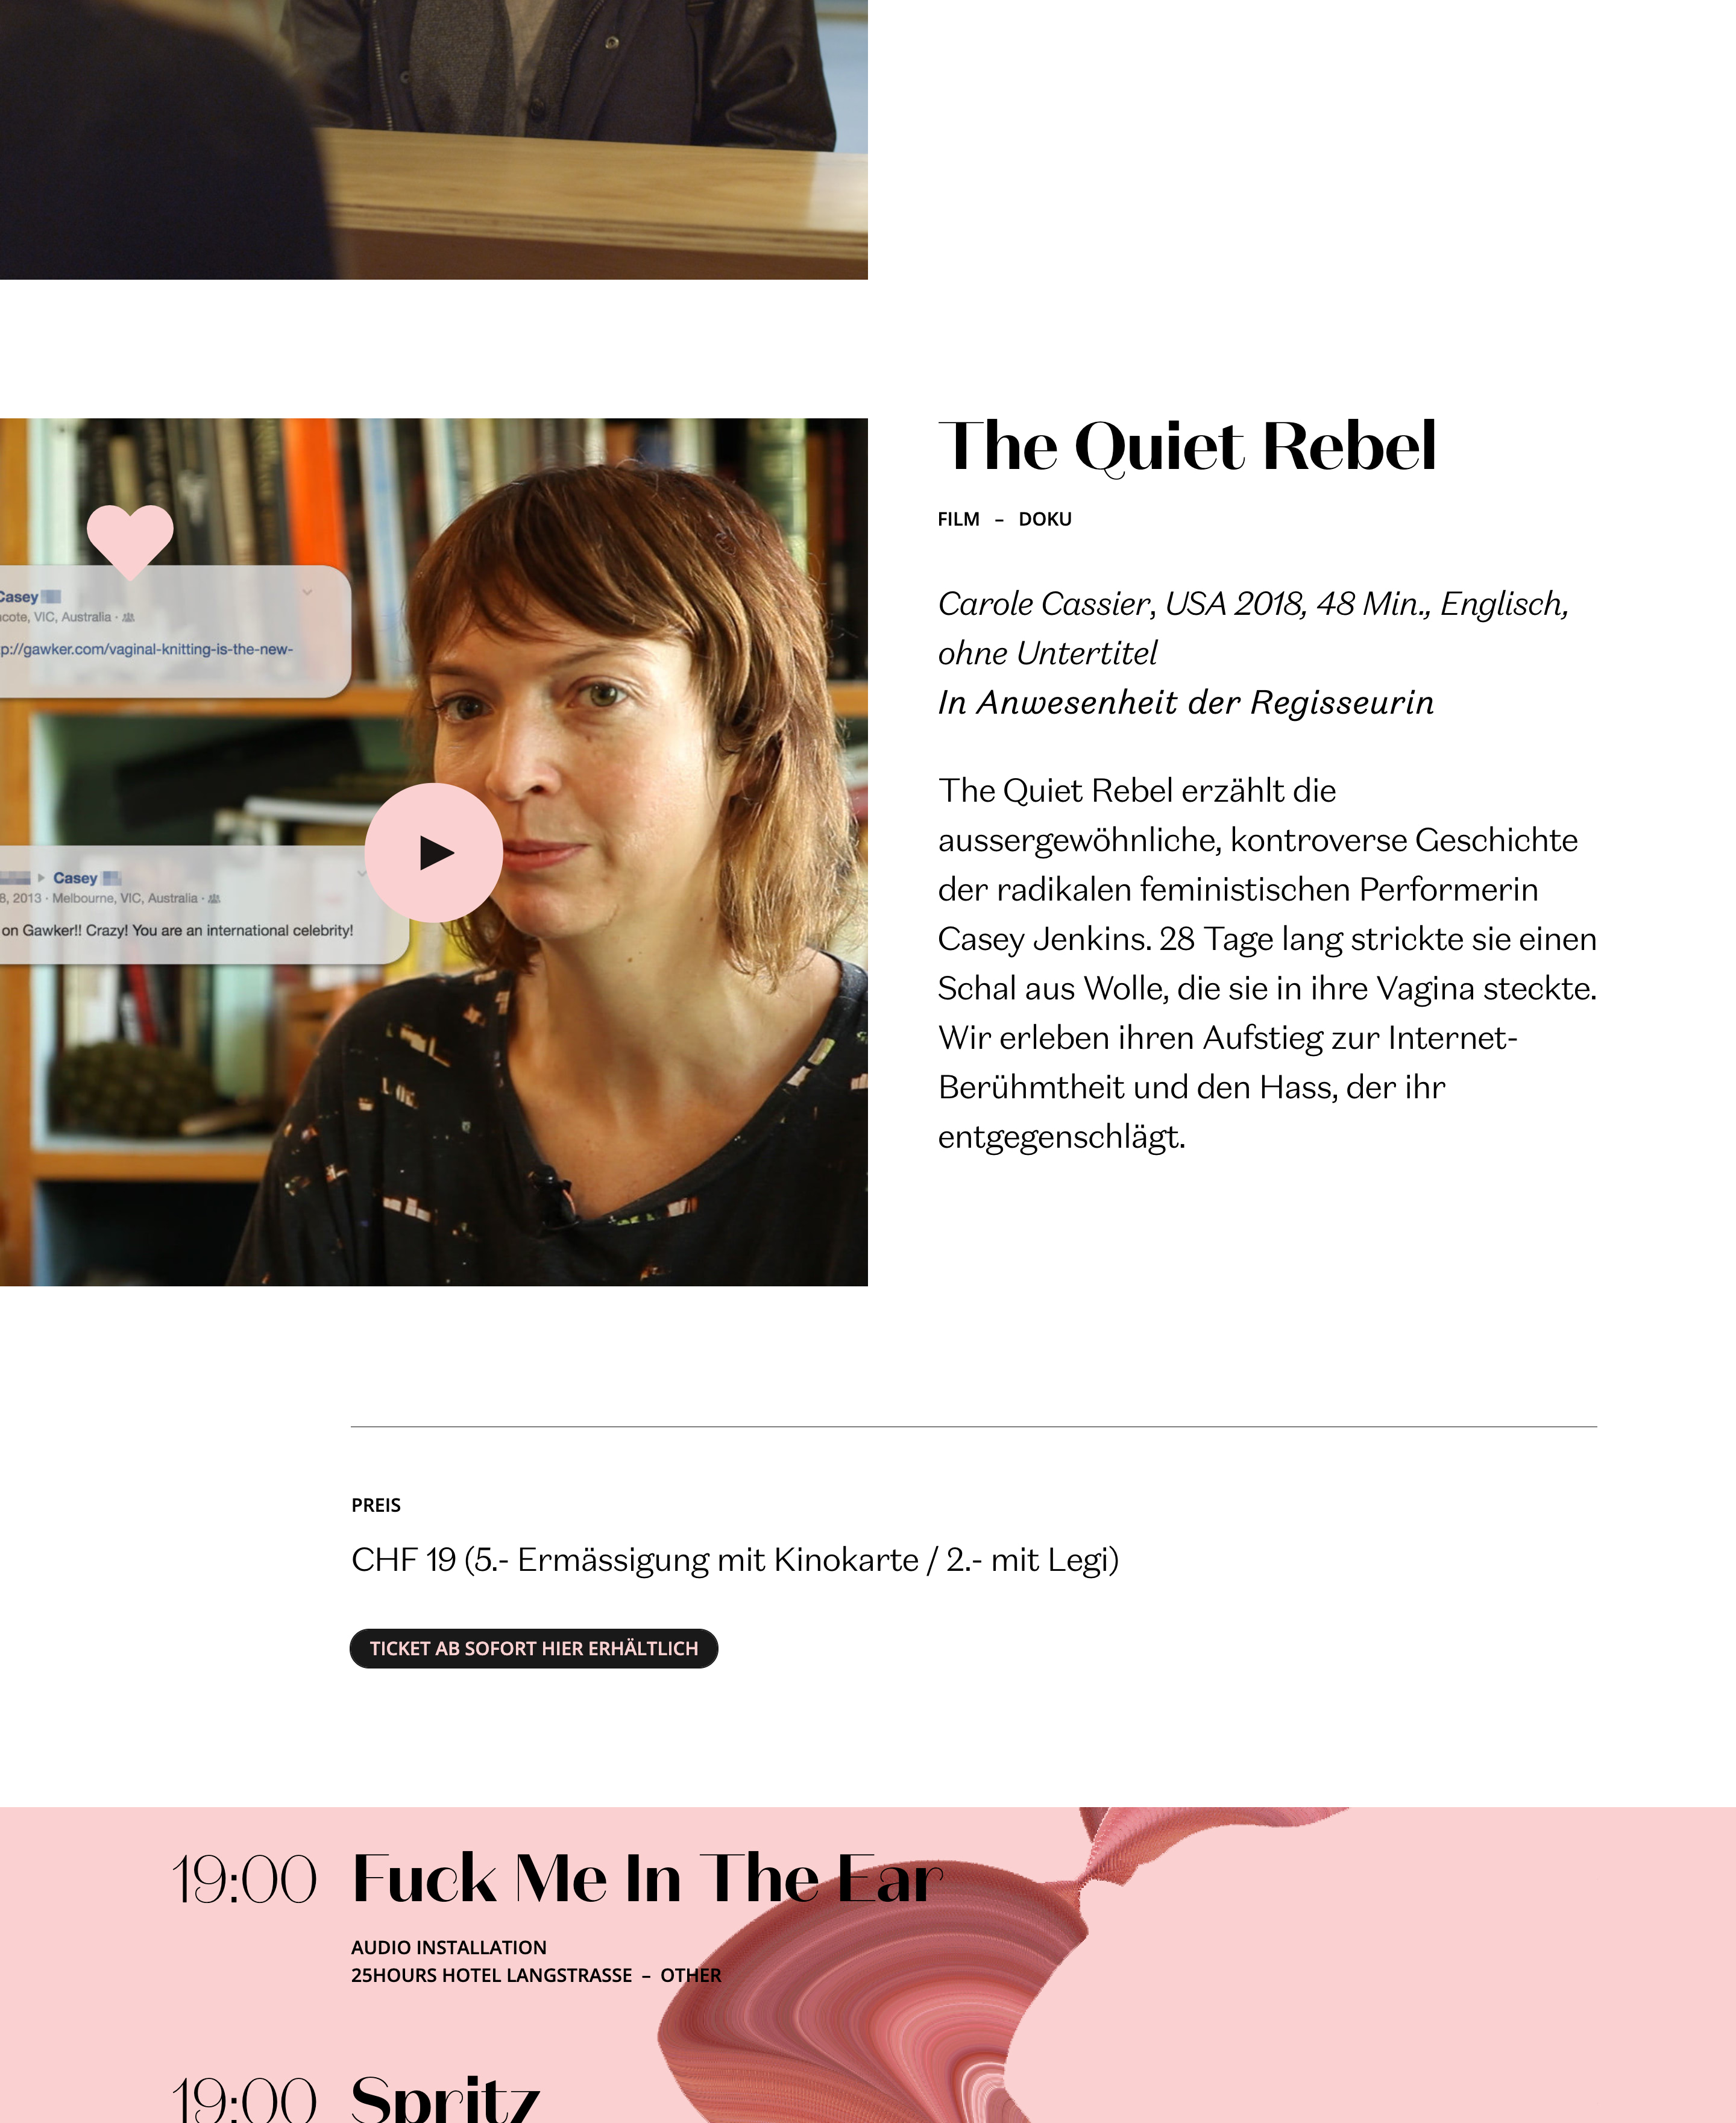 The Quiet Rebel
FILM – DOKU
Carole Cassier, USA 2018, 48 Min., Englisch,
ohne Untertitel
In Anwesenheit der Regisseurin
The Quiet Rebel erzählt die
aussergewöhnliche, kontroverse Geschichte
der radikalen feministischen Performerin
Casey Jenkins. 28 Tage lang strickte sie einen
Schal aus Wolle, die sie in ihre Vagina steckte.
Wir erleben ihren Aufstieg zur Internet-
Berühmtheit und den Hass, der ihr
entgegenschlägt.
Casey
cote, VIC, Australia ·
p://gawker.com/vaginal-knitting-is-the-new-
Casey
8, 2013 · Melbourne, VIC, Australia ·
on Gawker!! Crazy! You are an international celebrity!
PREIS
CHF 19 (5.- Ermässigung mit Kinokarte / 2.- mit Legi)
TICKET AB SOFORT HIER ERHÄLTLICH
19:00 Fuck Me In The Ear
AUDIO INSTALLATION
25HOURS HOTEL LANGSTRASSE – OTHER
19:00 Spritz